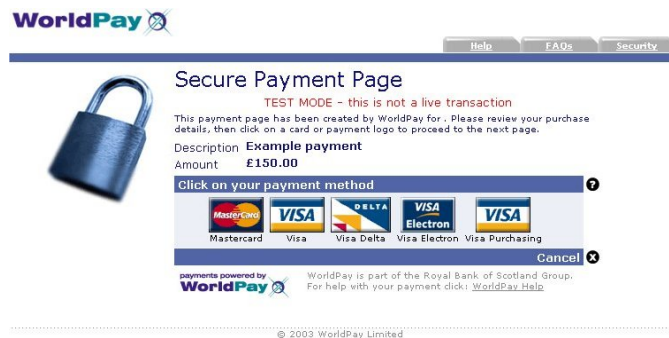 WorldPay
Help FAQs Security
Secure Payment Page
TEST MODE - this is not a live transaction
This payment page has been created by WorldPay for . Please review your purchase
details, then click on a card or payment logo to proceed to the next page.
Description Example payment
Amount £150.00
Click on your payment method ?
MasterCard VISA DELTA VISA Electron VISA
Mastercard Visa Visa Delta Visa Electron Visa Purchasing
Cancel X
payments powered by
WorldPay
WorldPay is part of the Royal Bank of Scotland Group.
For help with your payment click: WorldPay Help
© 2003 WorldPay Limited